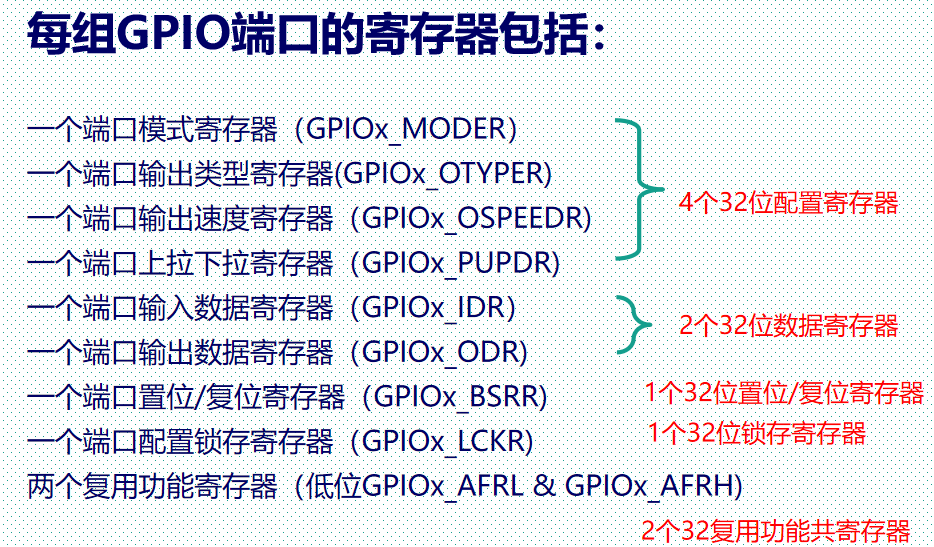 每组GPIO端口的寄存器包括：
一个端口模式寄存器（GPIOx_MODER）
一个端口输出类型寄存器(GPIOx_OTYPER)
一个端口输出速度寄存器（GPIOx_OSPEEDR)
一个端口上拉下拉寄存器（GPIOx_PUPDR)
4个32位配置寄存器
一个端口输入数据寄存器（GPIOx_IDR）
一个端口输出数据寄存器（GPIOx_ODR)
2个32位数据寄存器
一个端口置位/复位寄存器（GPIOx_BSRR)
1个32位置位/复位寄存器
一个端口配置锁存寄存器（GPIOx_LCKR)
1个32位锁存寄存器
两个复用功能寄存器（低位GPIOx_AFRL & GPIOx_AFRH)
2个32复用功能共寄存器